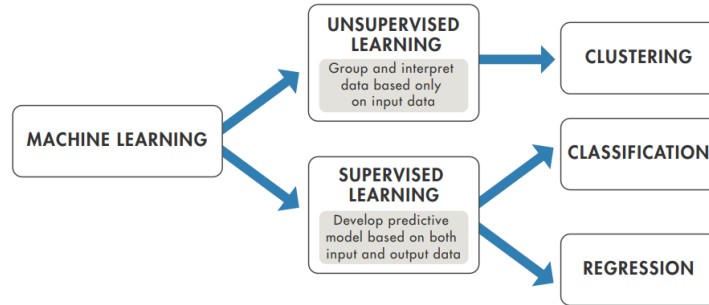 MACHINE LEARNING
UNSUPERVISED
LEARNING
Group and interpret
data based only
on input data
CLUSTERING
SUPERVISED
LEARNING
Develop predictive
model based on both
input and output data
CLASSIFICATION
REGRESSION